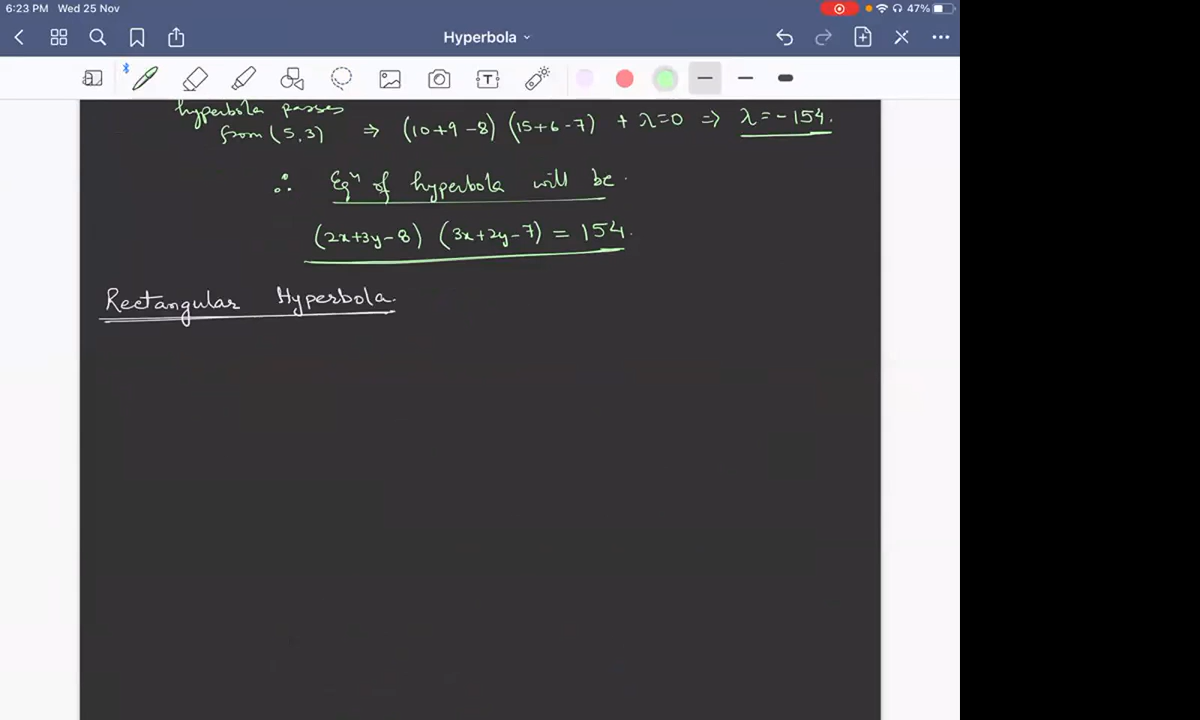 6:23 PM Wed 25 Nov
47%
Hyperbola
T
hyperbola passes
from (5,3) ⇒ (10+9-8) (15+6-7) + λ=0 ⇒ λ=-154.
∴ Eqⁿ of hyperbola will be.
(2x+3y-8) (3x+2y-7) = 154.
Rectangular Hyperbola.